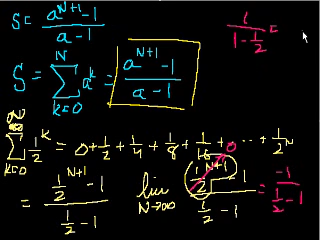 S = (a^(N+1) - 1) / (a - 1)
1 / (1 - 1/2) =
S = ∑_{k=0}^{N} a^k = (a^(N+1) - 1) / (a - 1)
∑_{k=0}^{∞} 1/2^k = 0 + 1/2 + 1/4 + 1/8 + 1/16 + ... + 1/2^N
= (1/2^(N+1) - 1) / (1/2 - 1) lim_{N→∞} (1/2^(N+1) - 1) / (1/2 - 1) = -1 / (1/2 - 1)
0